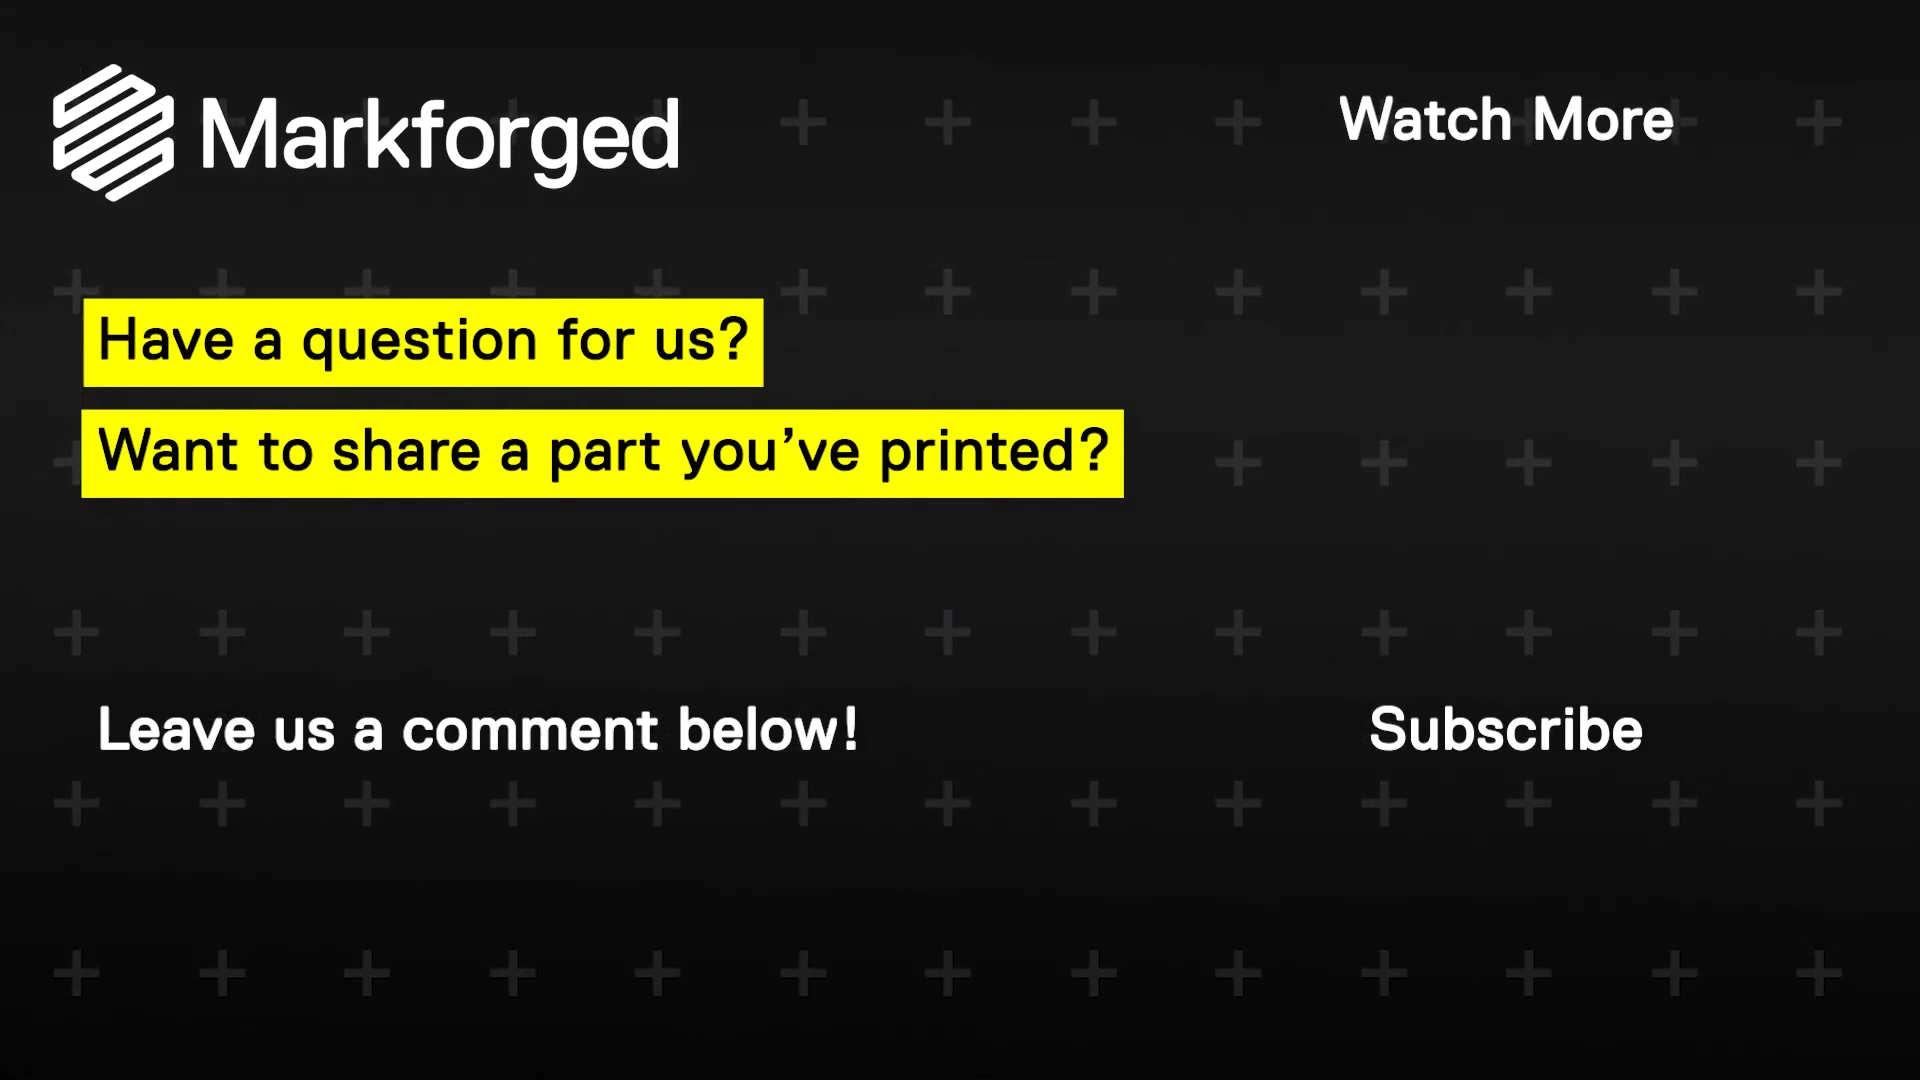 Markforged
Watch More
Have a question for us?
Want to share a part you’ve printed?
Leave us a comment below!
Subscribe